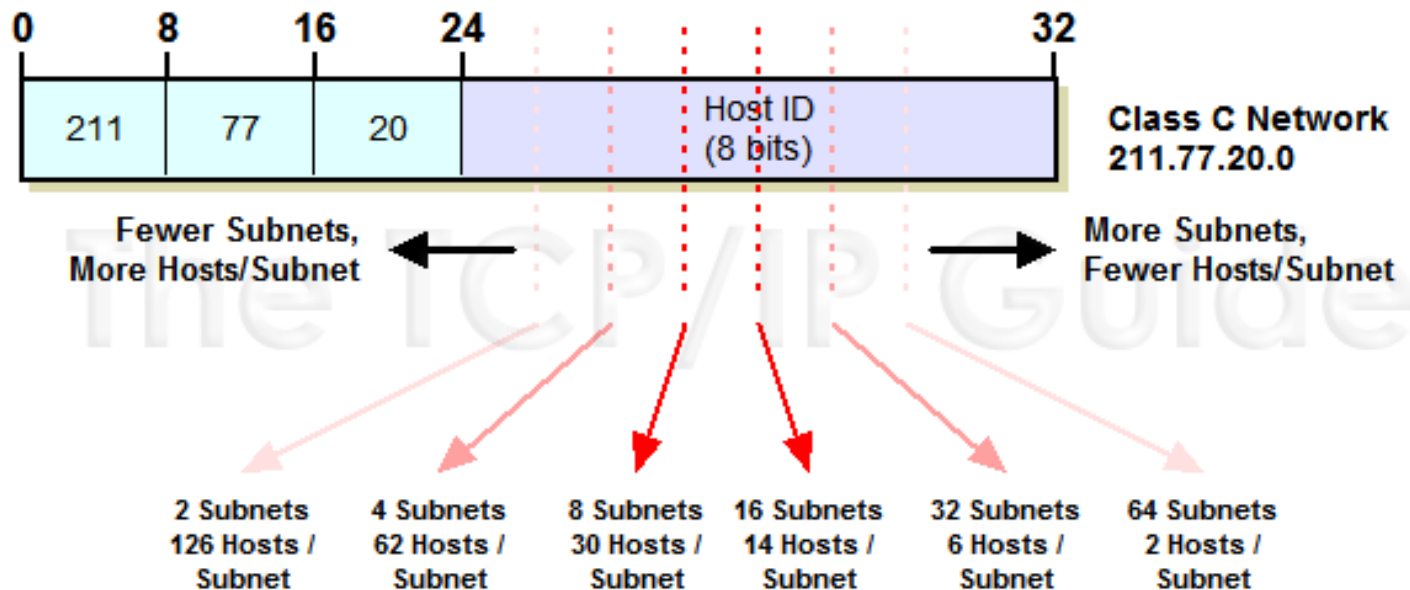 0 8 16 24 32
211 77 20 Host ID
(8 bits)
Class C Network
211.77.20.0
Fewer Subnets,
More Hosts/Subnet
More Subnets,
Fewer Hosts/Subnet
The TCP/IP Guide
2 Subnets
126 Hosts /
Subnet
4 Subnets
62 Hosts /
Subnet
8 Subnets
30 Hosts /
Subnet
16 Subnets
14 Hosts /
Subnet
32 Subnets
6 Hosts /
Subnet
64 Subnets
2 Hosts /
Subnet